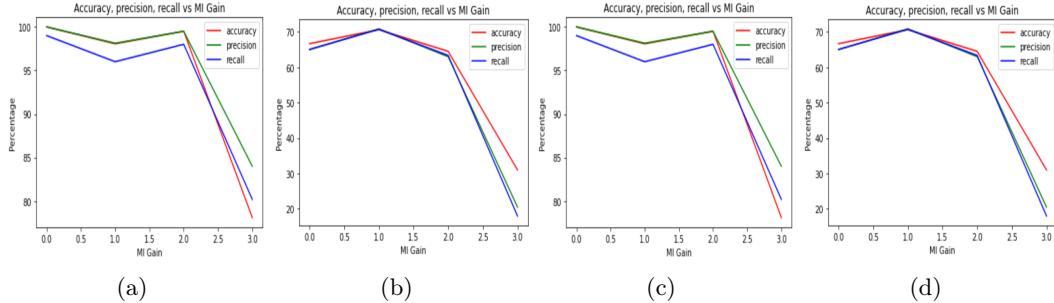 Accuracy, precision, recall vs MI Gain
100
95
90
85
80
Percentage
accuracy
precision
recall
0.0 0.5 1.0 1.5 2.0 2.5 3.0
MI Gain
(a)
Accuracy, precision, recall vs MI Gain
70
60
50
40
30
20
Percentage
accuracy
precision
recall
0.0 0.5 1.0 1.5 2.0 2.5 3.0
MI Gain
(b)
Accuracy, precision, recall vs MI Gain
100
95
90
85
80
Percentage
accuracy
precision
recall
0.0 0.5 1.0 1.5 2.0 2.5 3.0
MI Gain
(c)
Accuracy, precision, recall vs MI Gain
70
60
50
40
30
20
Percentage
accuracy
precision
recall
0.0 0.5 1.0 1.5 2.0 2.5 3.0
MI Gain
(d)